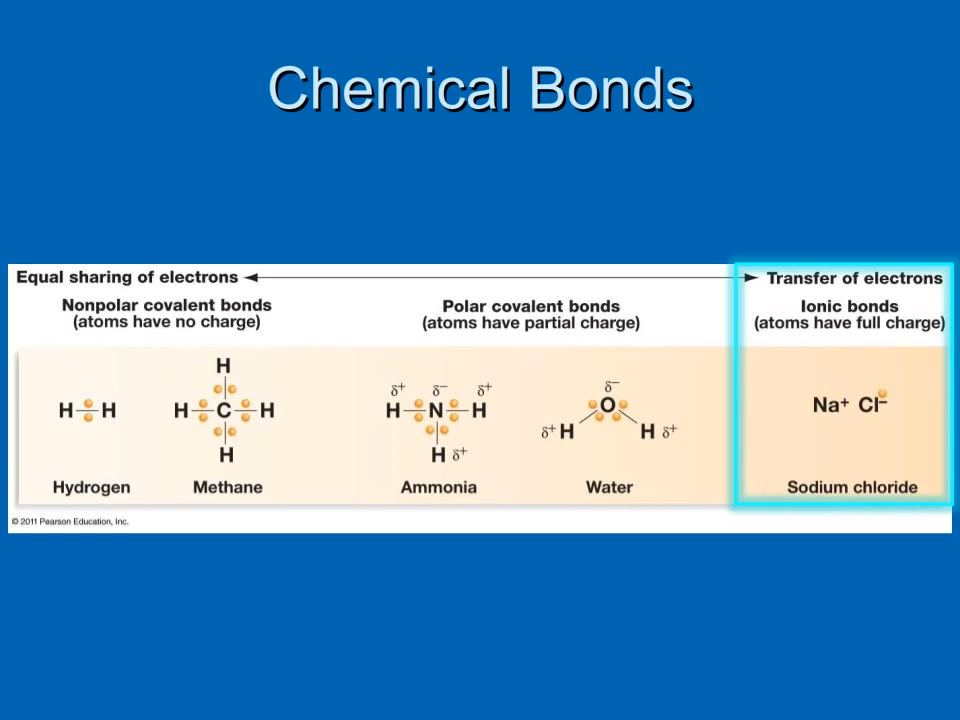 Chemical Bonds
Equal sharing of electrons
Transfer of electrons
Nonpolar covalent bonds
(atoms have no charge)
Polar covalent bonds
(atoms have partial charge)
Ionic bonds
(atoms have full charge)
H H
H
H C H
H
δ+ δ− δ+
H N H
H δ+
δ−
O
δ+ H H δ+
Na+ Cl−
Hydrogen
Methane
Ammonia
Water
Sodium chloride
© 2011 Pearson Education, Inc.